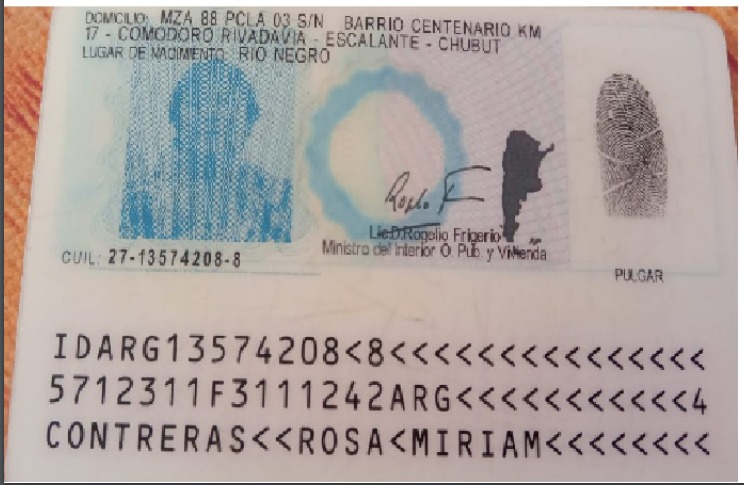 DOMICILIO: MZA 88 PCLA 03 S/N BARRIO CENTENARIO KM
17 - COMODORO RIVADAVIA - ESCALANTE - CHUBUT
LUGAR DE NACIMIENTO: RIO NEGRO
CUIL: 27-13574208-8
Lic.D.Rogelio Frigerio
Ministro del Interior O. Pub. y Vivienda
PULGAR
IDARG13574208<8<<<<<<<<<<<<<<<
5712311F3111242ARG<<<<<<<<<<<4
CONTRERAS<<ROSA<MIRIAM<<<<<<<<